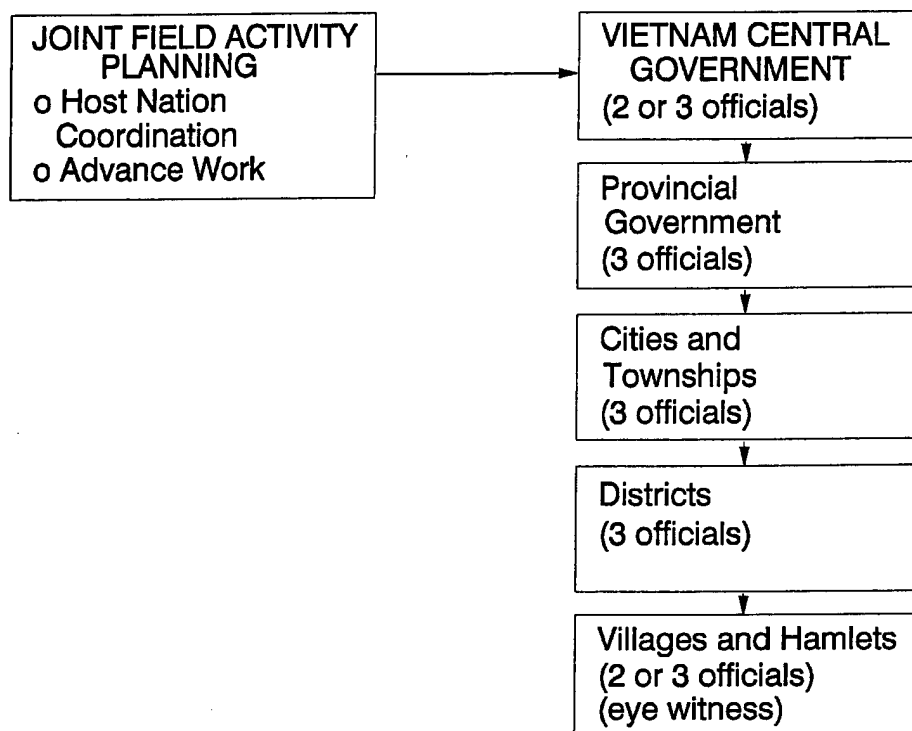 JOINT FIELD ACTIVITY
PLANNING
o Host Nation
Coordination
o Advance Work
VIETNAM CENTRAL
GOVERNMENT
(2 or 3 officials)
Provincial
Government
(3 officials)
Cities and
Townships
(3 officials)
Districts
(3 officials)
Villages and Hamlets
(2 or 3 officials)
(eye witness)